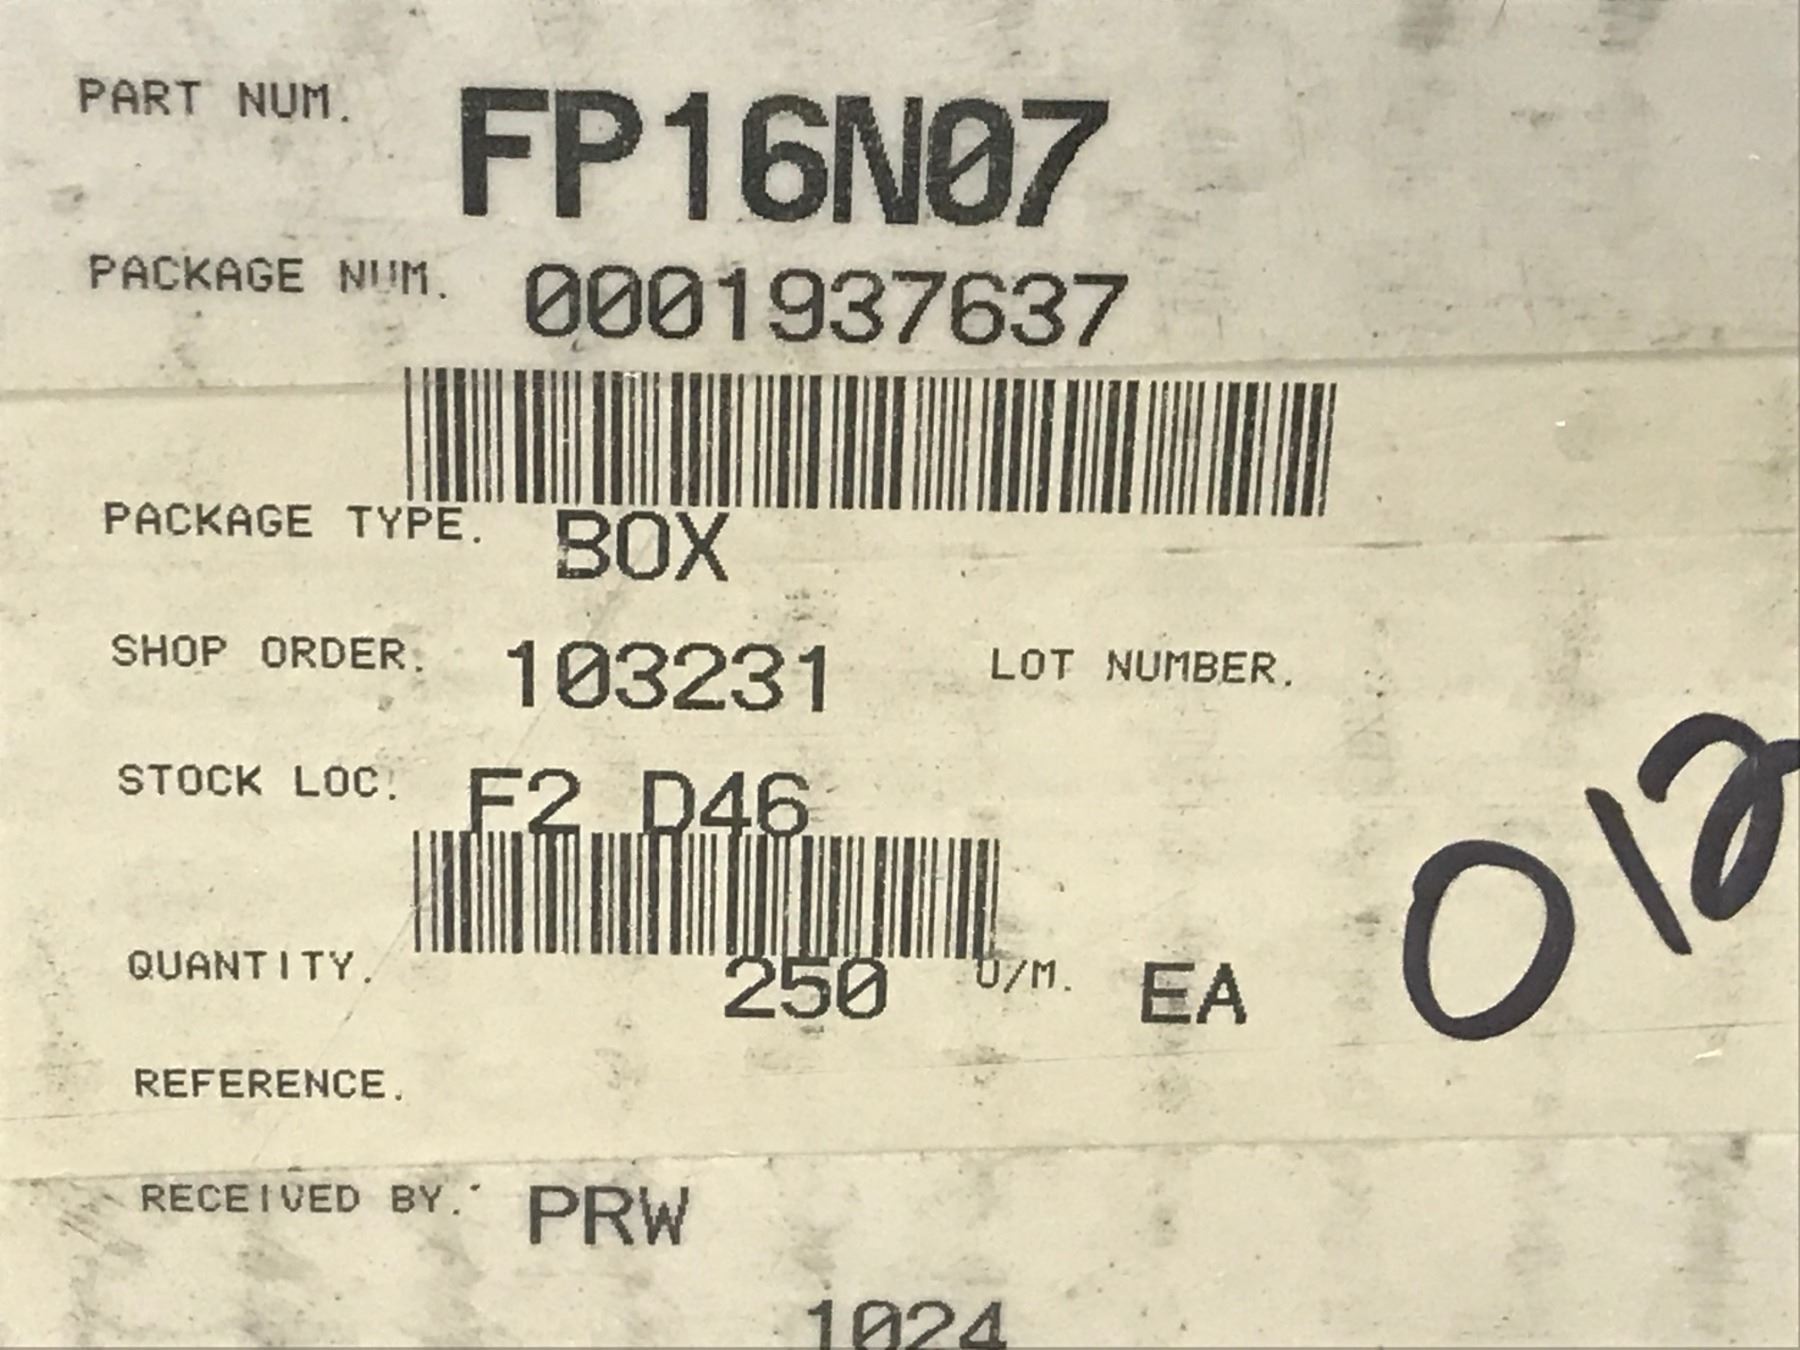 PART NUM. FP16N07
PACKAGE NUM. 0001937637
PACKAGE TYPE. BOX
SHOP ORDER. 103231 LOT NUMBER.
STOCK LOC. F2 D46
012
QUANTITY. 250 U/M. EA
REFERENCE.
RECEIVED BY. PRW
1024